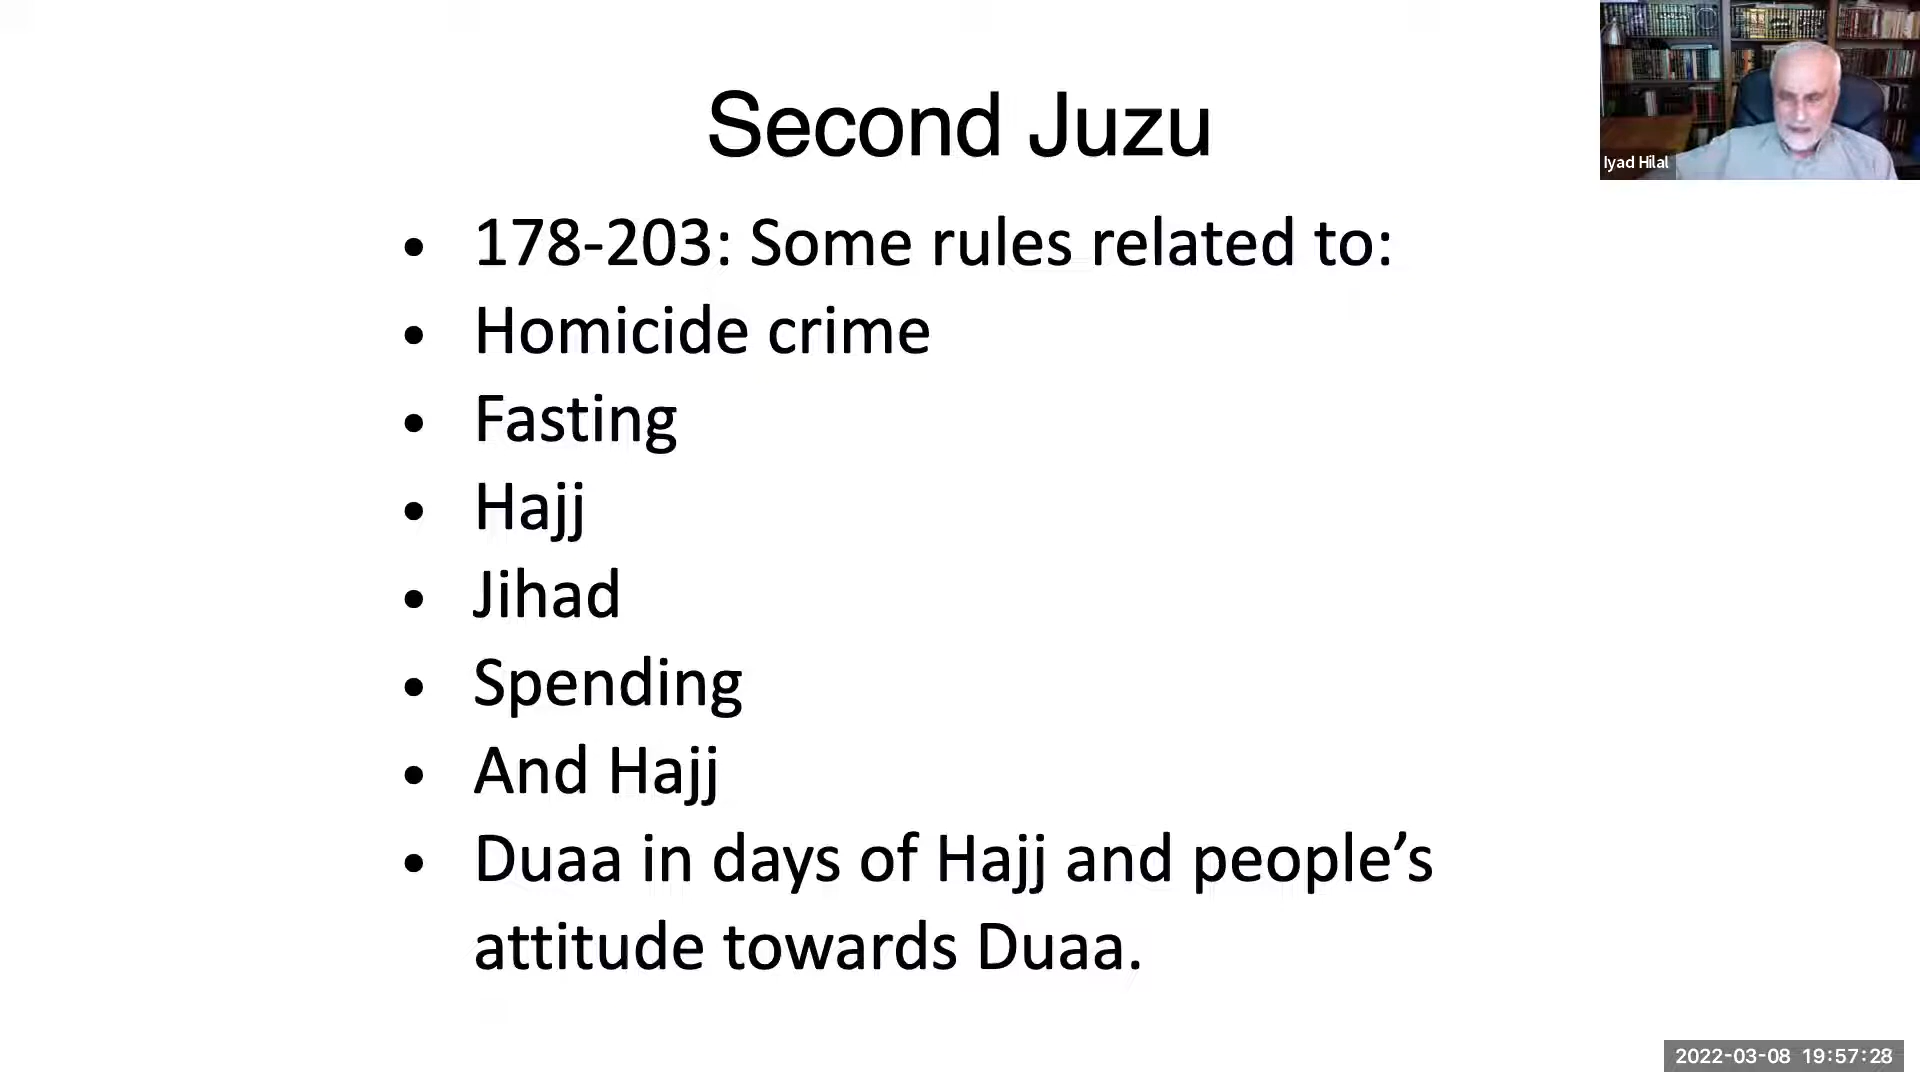 Second Juzu
Iyad Hilal
• 178-203: Some rules related to:
• Homicide crime
• Fasting
• Hajj
• Jihad
• Spending
• And Hajj
• Duaa in days of Hajj and people’s
attitude towards Duaa.
2022-03-08 19:57:28